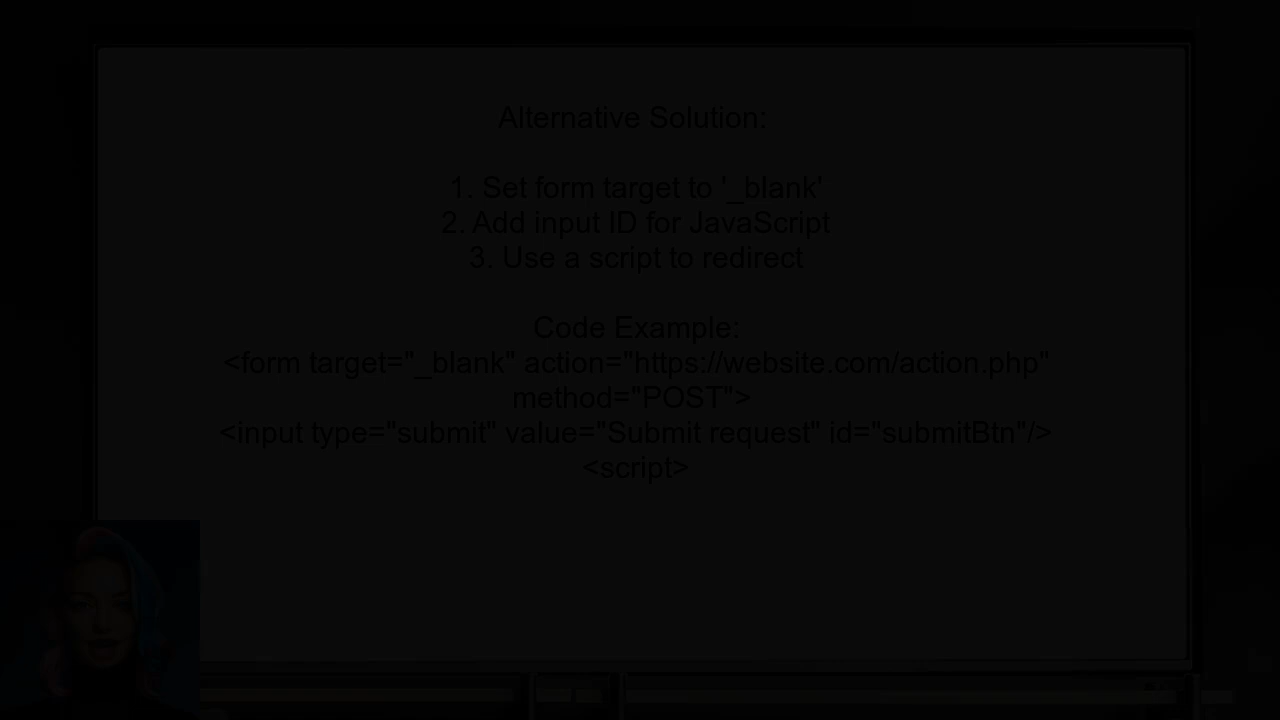 Alternative Solution:
1. Set form target to '_blank'
2. Add input ID for JavaScript
3. Use a script to redirect
Code Example:
<form target="_blank" action="https://website.com/action.php"
method="POST">
<input type="submit" value="Submit request" id="submitBtn"/>
<script>